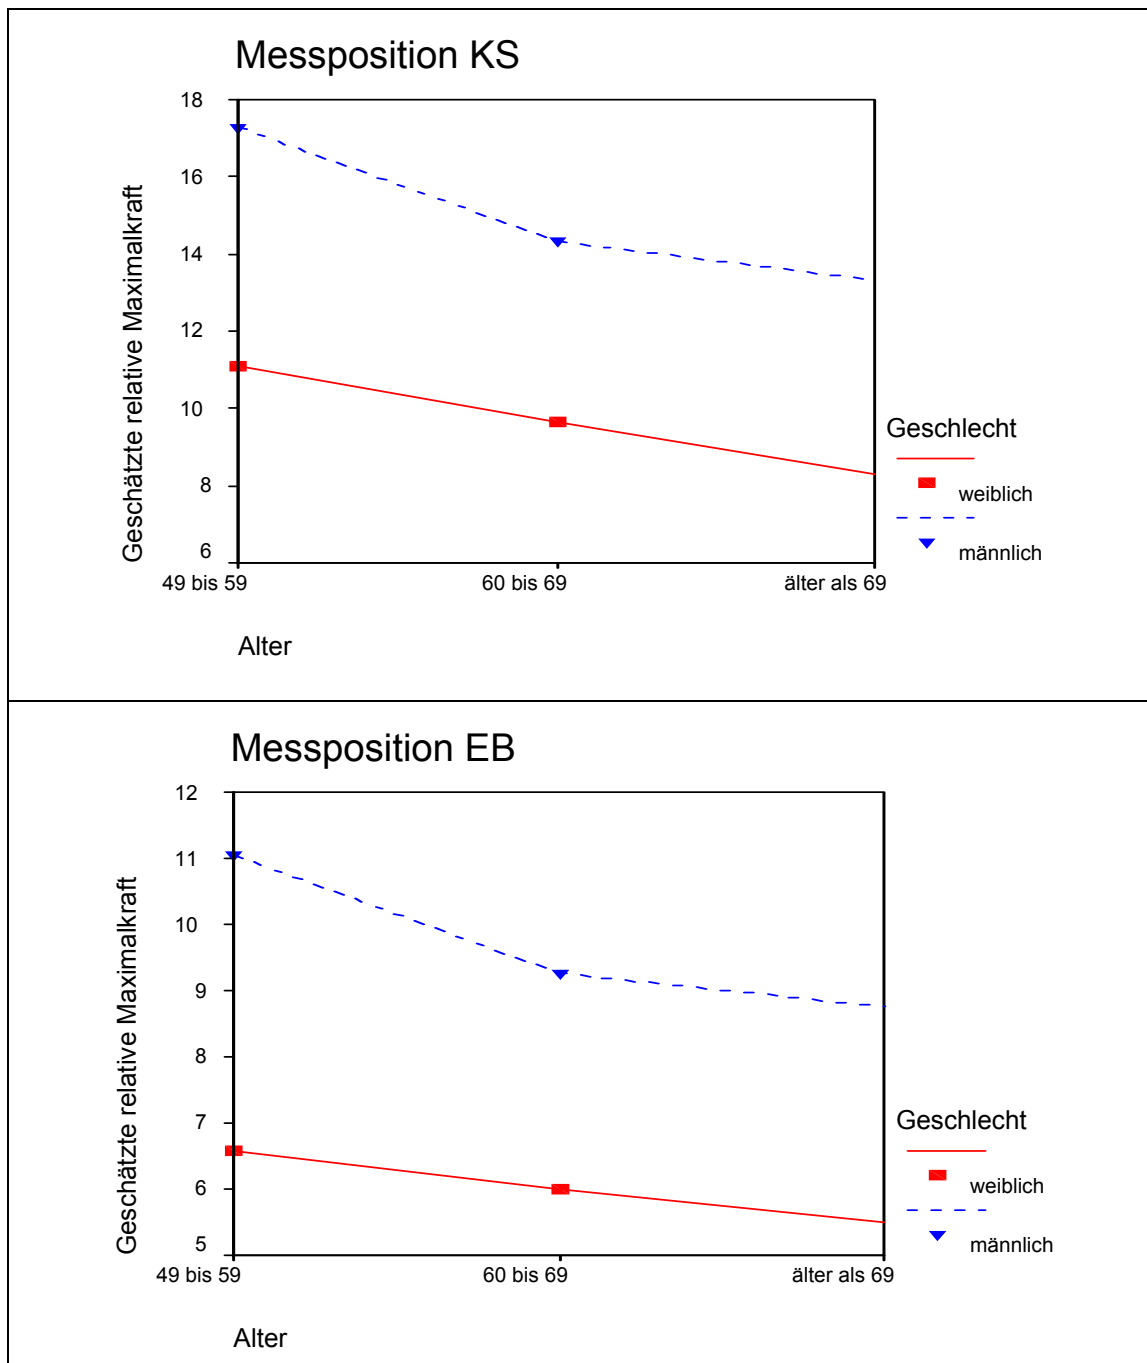 Messposition KS
Geschätzte relative Maximalkraft
18
16
14
12
10
8
6
49 bis 59
60 bis 69
älter als 69
Alter
Geschlecht
weiblich
männlich
Messposition EB
Geschätzte relative Maximalkraft
12
11
10
9
8
7
6
5
49 bis 59
60 bis 69
älter als 69
Alter
Geschlecht
weiblich
männlich